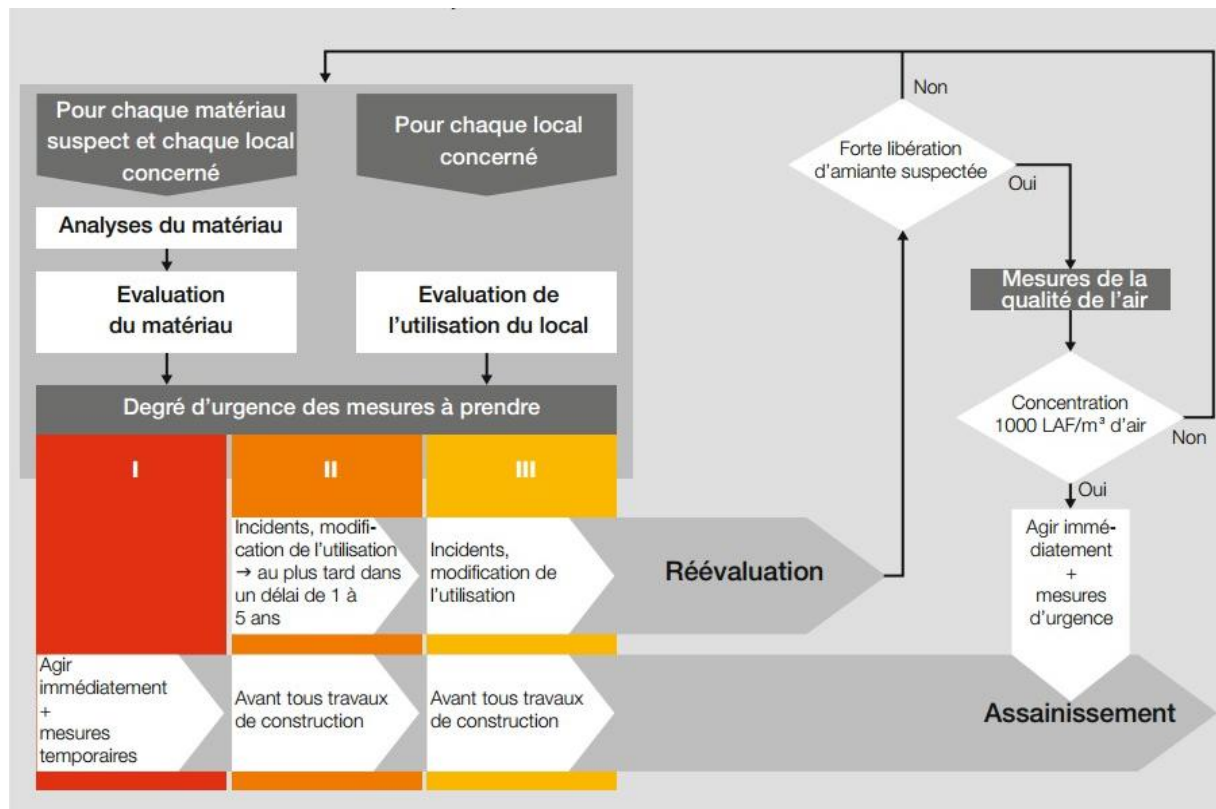 Pour chaque matériau
suspect et chaque local
concerné
Pour chaque local
concerné
Analyses du matériau
Evaluation
du matériau
Evaluation de
l'utilisation du local
Degré d'urgence des mesures à prendre
I
II
III
Incidents, modifi-
cation de l'utilisation
→ au plus tard dans
un délai de 1 à
5 ans
Incidents,
modification de
l'utilisation
Réévaluation
Agir
immédiatement
+
mesures
temporaires
Avant tous travaux
de construction
Avant tous travaux
de construction
Assainissement
Non
Forte libération
d'amiante suspectée
Oui
Mesures de la
qualité de l'air
Concentration
1000 LAF/m³ d'air
Non
Oui
Agir immé-
diatement
+
mesures
d'urgence